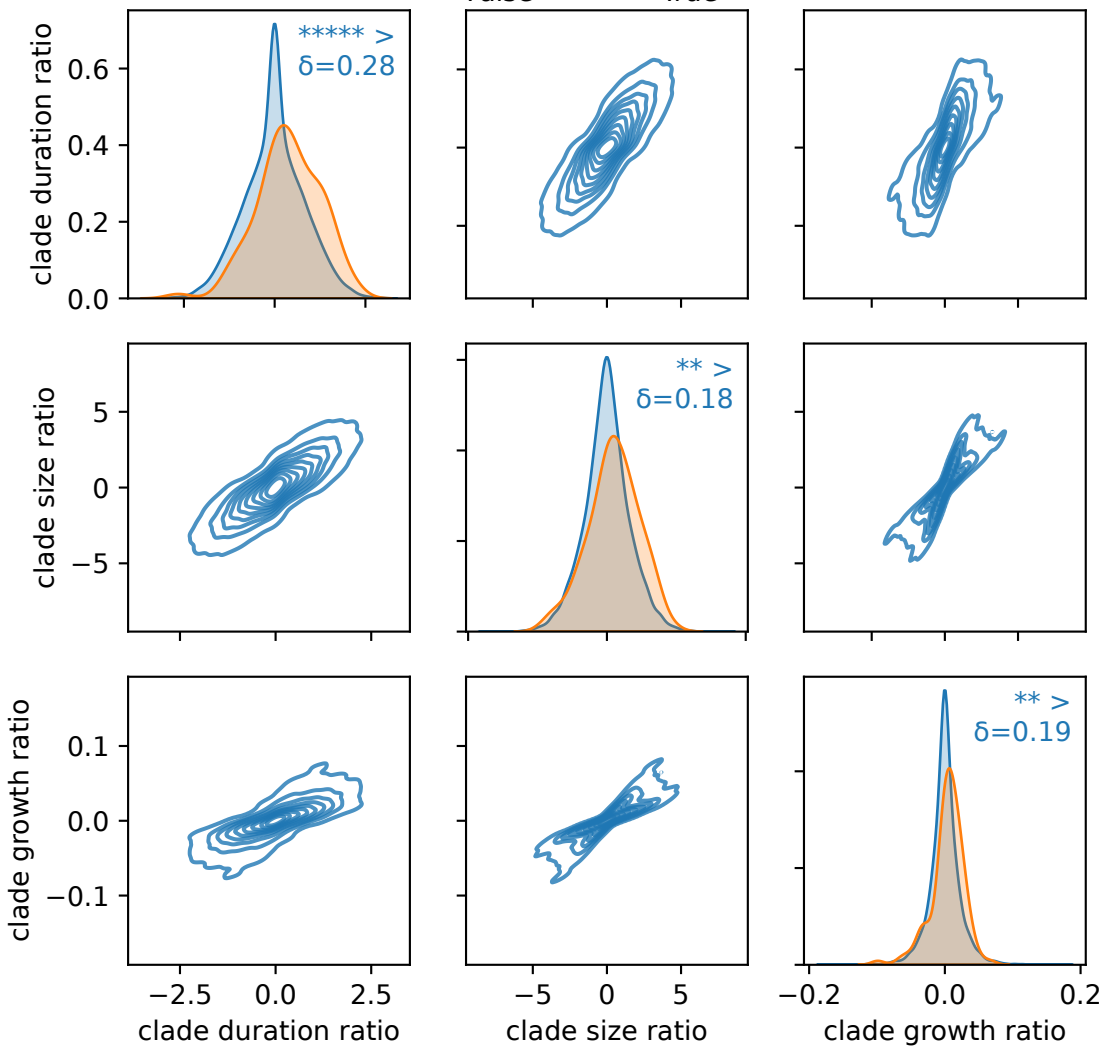 clade duration ratio
0.6
0.4
0.2
0.0
***** >
δ=0.28
clade size ratio
5
0
−5
** >
δ=0.18
clade growth ratio
0.1
0.0
−0.1
** >
δ=0.19
−2.5 0.0 2.5
−5 0 5
−0.2 0.0 0.2
clade duration ratio
clade size ratio
clade growth ratio